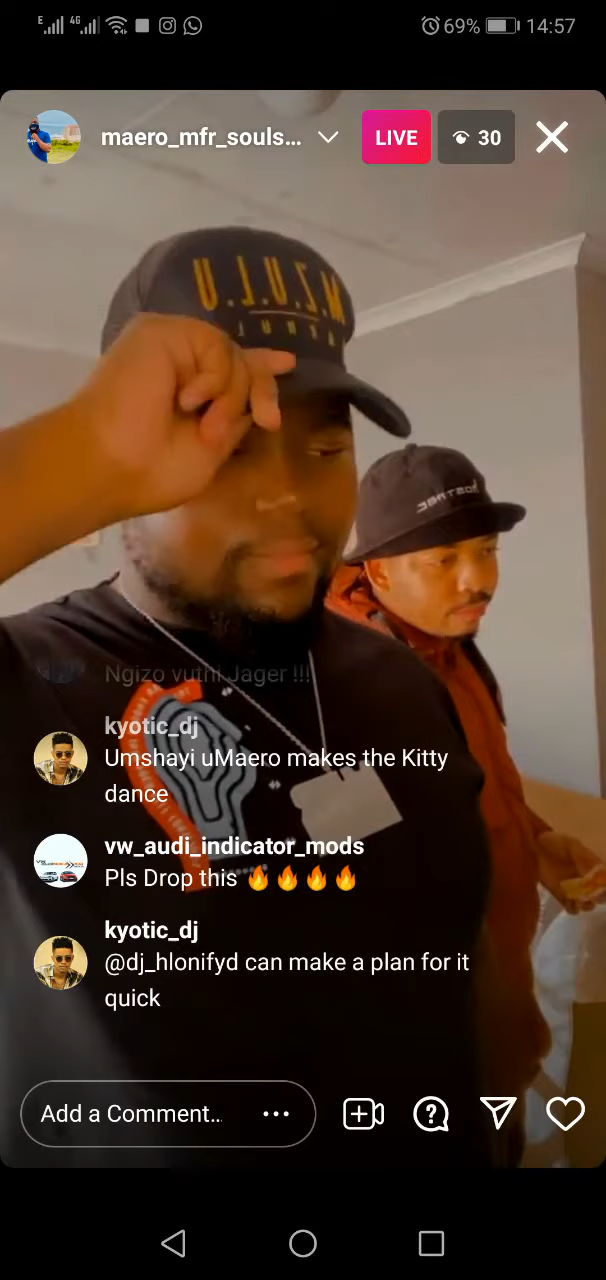 E 4G 69% 14:57
maero_mfr_souls... LIVE 30
M.Z.U.L.U
Ngizo vuthi Jager !!!
kyotic_dj
Umshayi uMaero makes the Kitty
dance
vw_audi_indicator_mods
Pls Drop this 🔥🔥🔥🔥
kyotic_dj
@dj_hlonifyd can make a plan for it
quick
Add a Comment..